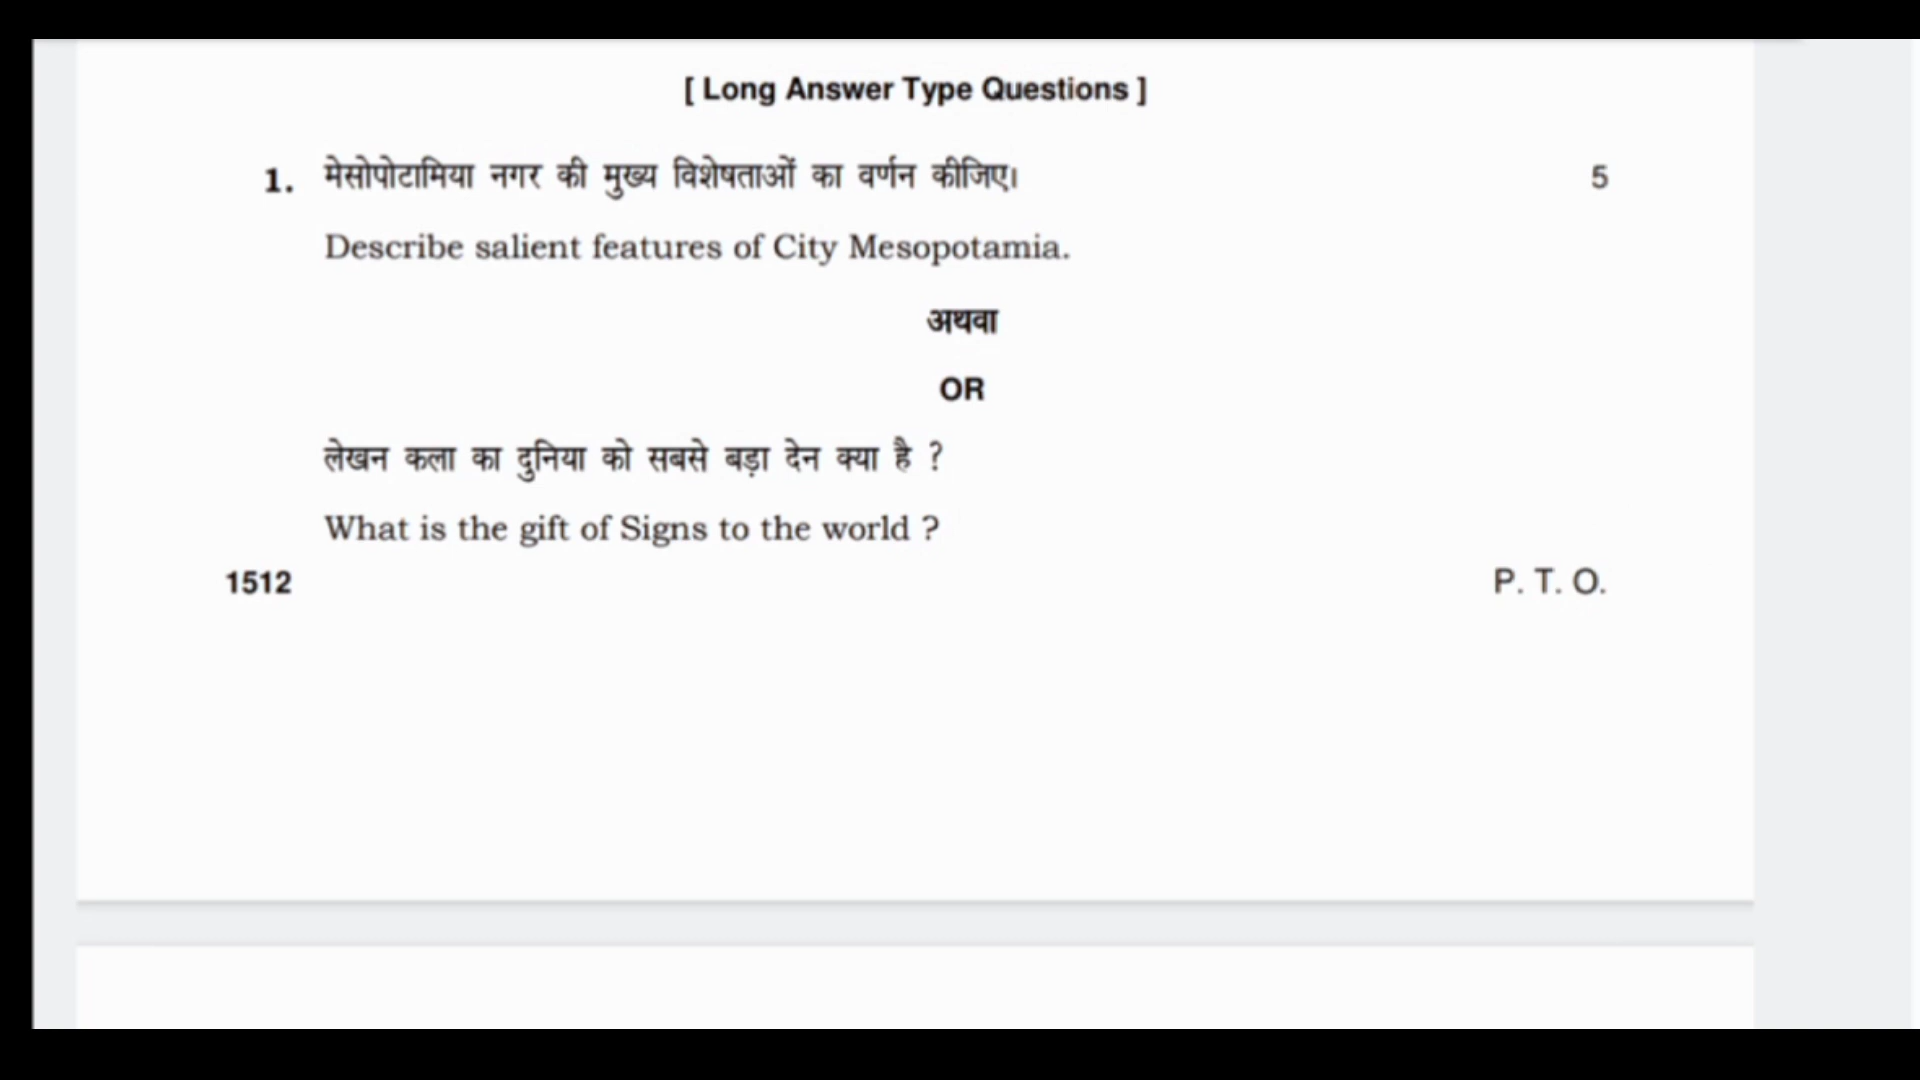 [ Long Answer Type Questions ]
1. मेसोपोटामिया नगर की मुख्य विशेषताओं का वर्णन कीजिए। 5
Describe salient features of City Mesopotamia.
अथवा
OR
लेखन कला का दुनिया को सबसे बड़ा देन क्या है ?
What is the gift of Signs to the world ?
1512 P. T. O.